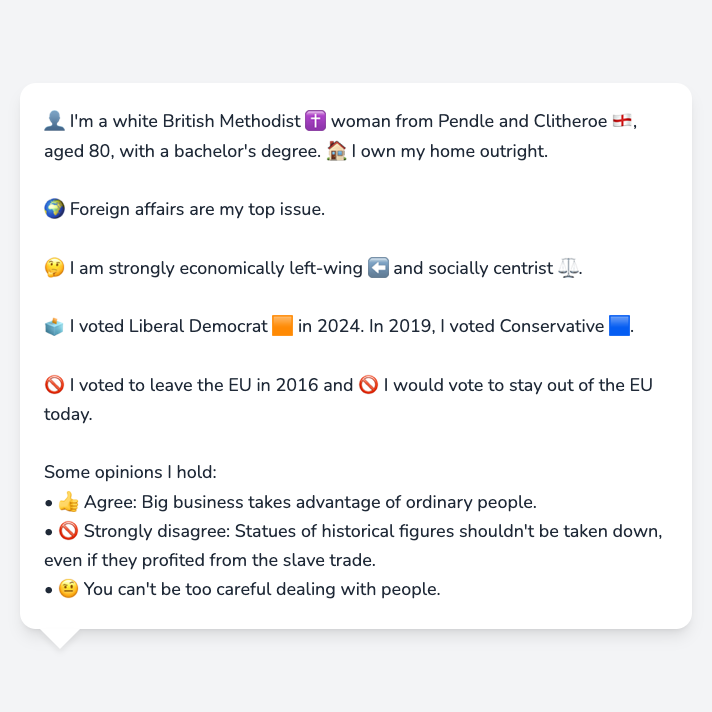 👤 I'm a white British Methodist ✝️ woman from Pendle and Clitheroe 🏴󠁧󠁢󠁥󠁮󠁧󠁿,
aged 80, with a bachelor's degree. 🏠 I own my home outright.
🌍 Foreign affairs are my top issue.
🤔 I am strongly economically left-wing ⬅️ and socially centrist ⚖️.
🗳️ I voted Liberal Democrat 🟧 in 2024. In 2019, I voted Conservative 🟦.
🚫 I voted to leave the EU in 2016 and 🚫 I would vote to stay out of the EU
today.
Some opinions I hold:
• 👍 Agree: Big business takes advantage of ordinary people.
• 🚫 Strongly disagree: Statues of historical figures shouldn't be taken down,
even if they profited from the slave trade.
• 🤨 You can't be too careful dealing with people.